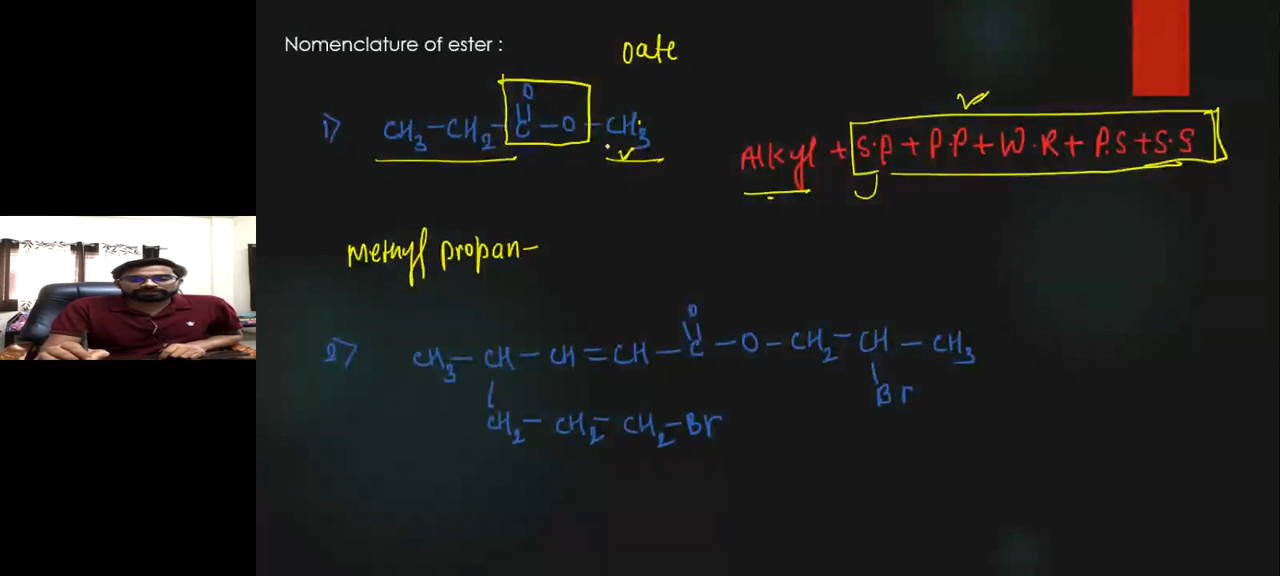 Nomenclature of ester :
oate
O
1) CH3-CH2-C-O-CH3
Alkyl + S.P + P.P + W.R + P.S + S.S
Methyl propan-
O
2) CH3-CH-CH=CH-C-O-CH2-CH-CH3
Br
CH2-CH2-CH2-Br